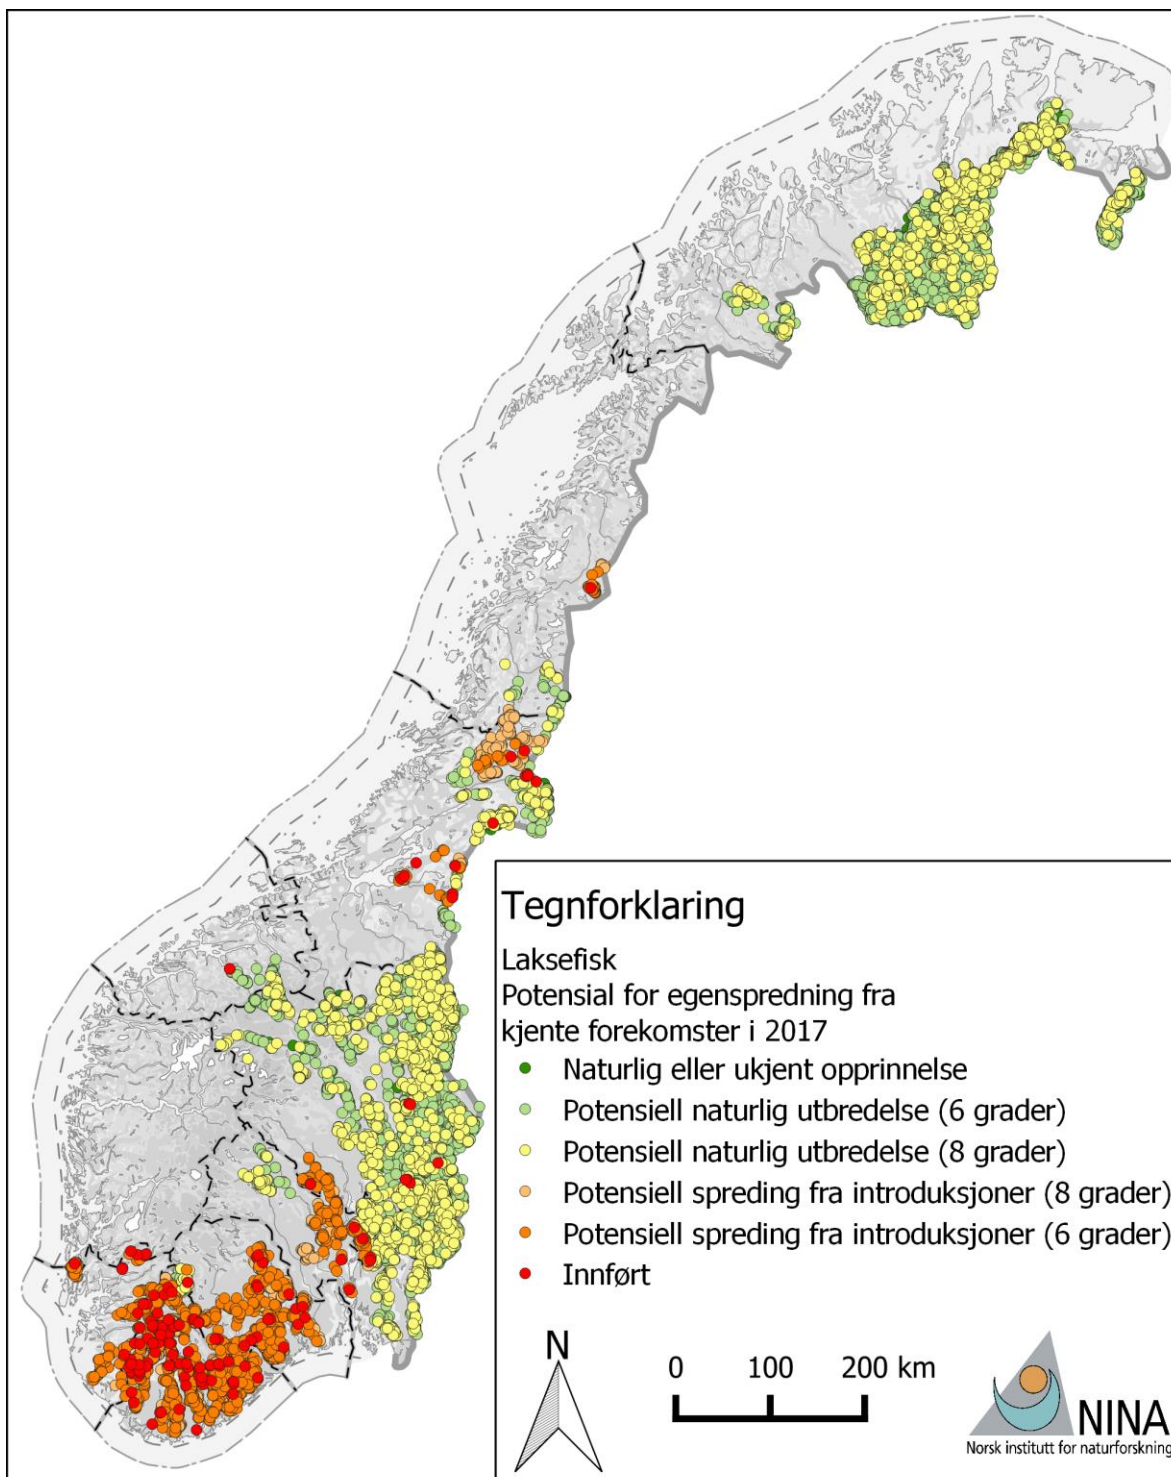 Tegnforklaring
Laksefisk
Potensial for egenspredning fra
kjente forekomster i 2017
Naturlig eller ukjent opprinnelse
Potensiell naturlig utbredelse (6 grader)
Potensiell naturlig utbredelse (8 grader)
Potensiell spreding fra introduksjoner (8 grader)
Potensiell spreding fra introduksjoner (6 grader)
Innført
N
0 100 200 km
NINA
Norsk institutt for naturforskning